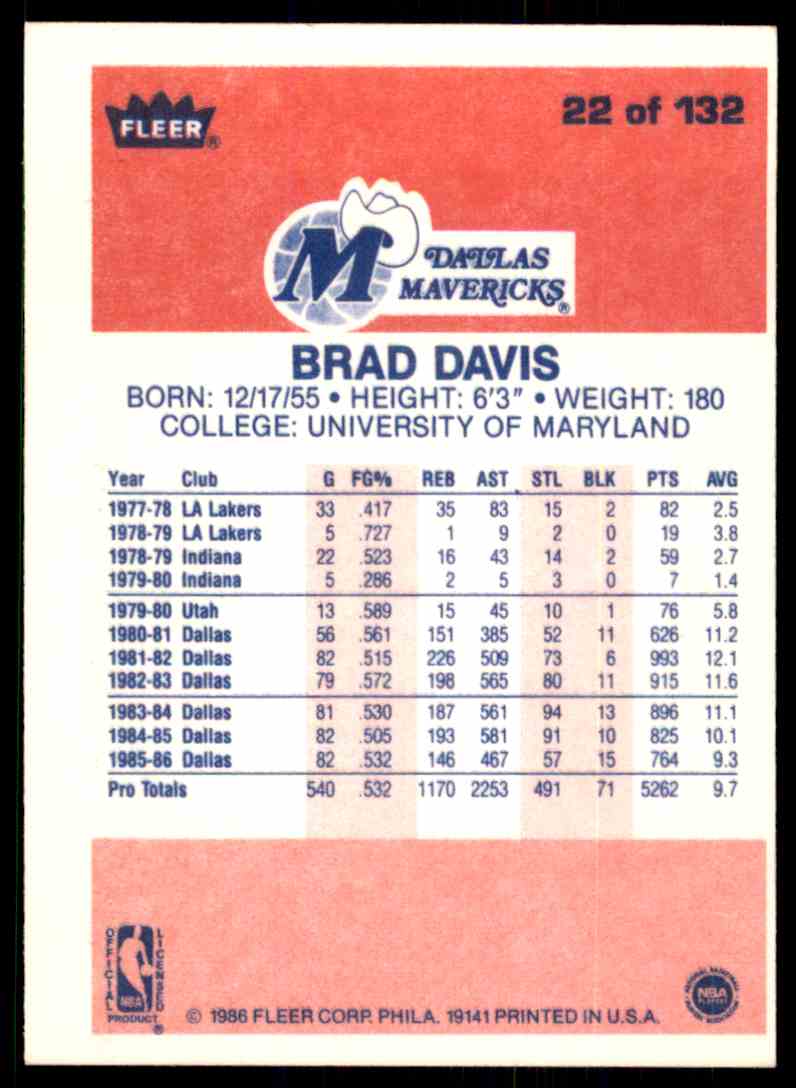 FLEER®
22 of 132
M
DALLAS
MAVERICKS®
BRAD DAVIS
BORN: 12/17/55 • HEIGHT: 6'3" • WEIGHT: 180
COLLEGE: UNIVERSITY OF MARYLAND
Year Club G FG% REB AST STL BLK PTS AVG
1977-78 LA Lakers 33 .417 35 83 15 2 82 2.5
1978-79 LA Lakers 5 .727 1 9 2 0 19 3.8
1978-79 Indiana 22 .523 16 43 14 2 59 2.7
1979-80 Indiana 5 .286 2 5 3 0 7 1.4
1979-80 Utah 13 .589 15 45 10 1 76 5.8
1980-81 Dallas 56 .561 151 385 52 11 626 11.2
1981-82 Dallas 82 .515 226 509 73 6 993 12.1
1982-83 Dallas 79 .572 198 565 80 11 915 11.6
1983-84 Dallas 81 .530 187 561 94 13 896 11.1
1984-85 Dallas 82 .505 193 581 91 10 825 10.1
1985-86 Dallas 82 .532 146 467 57 15 764 9.3
Pro Totals 540 .532 1170 2253 491 71 5262 9.7
OFFICIAL
LICENSED
NBA
PRODUCT®
NATIONAL BASKETBALL
NBA
PLAYERS
ASSOCIATION
© 1986 FLEER CORP. PHILA. 19141 PRINTED IN U.S.A.